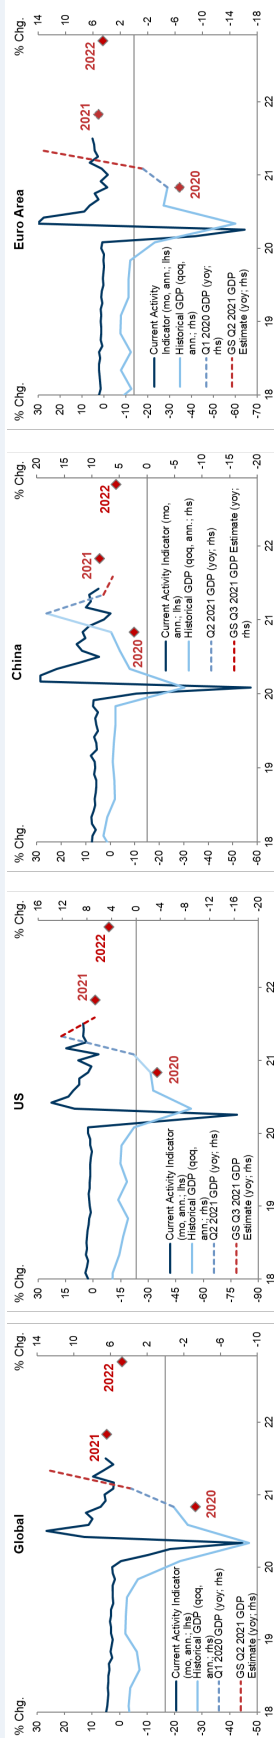 Global
% Chg.
% Chg.
30
20
10
0
-10
-20
-30
-40
-50
14
10
6
2
-2
-6
-10
2022
2021
2020
Current Activity Indicator
(mo, ann.; lhs)
Historical GDP (qoq,
ann.; rhs)
Q1 2020 GDP (yoy; rhs)
GS Q2 2021 GDP
Estimate (yoy; rhs)
18
19
20
21
22
US
% Chg.
% Chg.
30
15
0
-15
-30
-45
-60
-75
-90
16
12
8
4
0
-4
-8
-12
-16
-20
2022
2021
2020
Current Activity Indicator
(mo, ann.; lhs)
Historical GDP (qoq,
ann.; rhs)
Q2 2021 GDP (yoy; rhs)
GS Q3 2021 GDP
Estimate (yoy; rhs)
18
19
20
21
22
China
% Chg.
% Chg.
30
20
10
0
-10
-20
-30
-40
-50
-60
20
15
10
5
0
-5
-10
-15
-20
2022
2021
2020
Current Activity Indicator (mo,
ann.; lhs)
Historical GDP (qoq, ann.; rhs)
Q2 2021 GDP (yoy; rhs)
GS Q3 2021 GDP Estimate (yoy;
rhs)
18
19
20
21
22
Euro Area
% Chg.
% Chg.
30
20
10
0
-10
-20
-30
-40
-50
-60
-70
14
10
6
2
-2
-6
-10
-14
-18
2022
2021
2020
Current Activity
Indicator (mo, ann.; lhs)
Historical GDP (qoq,
ann.; rhs)
Q1 2020 GDP (yoy;
rhs)
GS Q2 2021 GDP
Estimate (yoy; rhs)
18
19
20
21
22